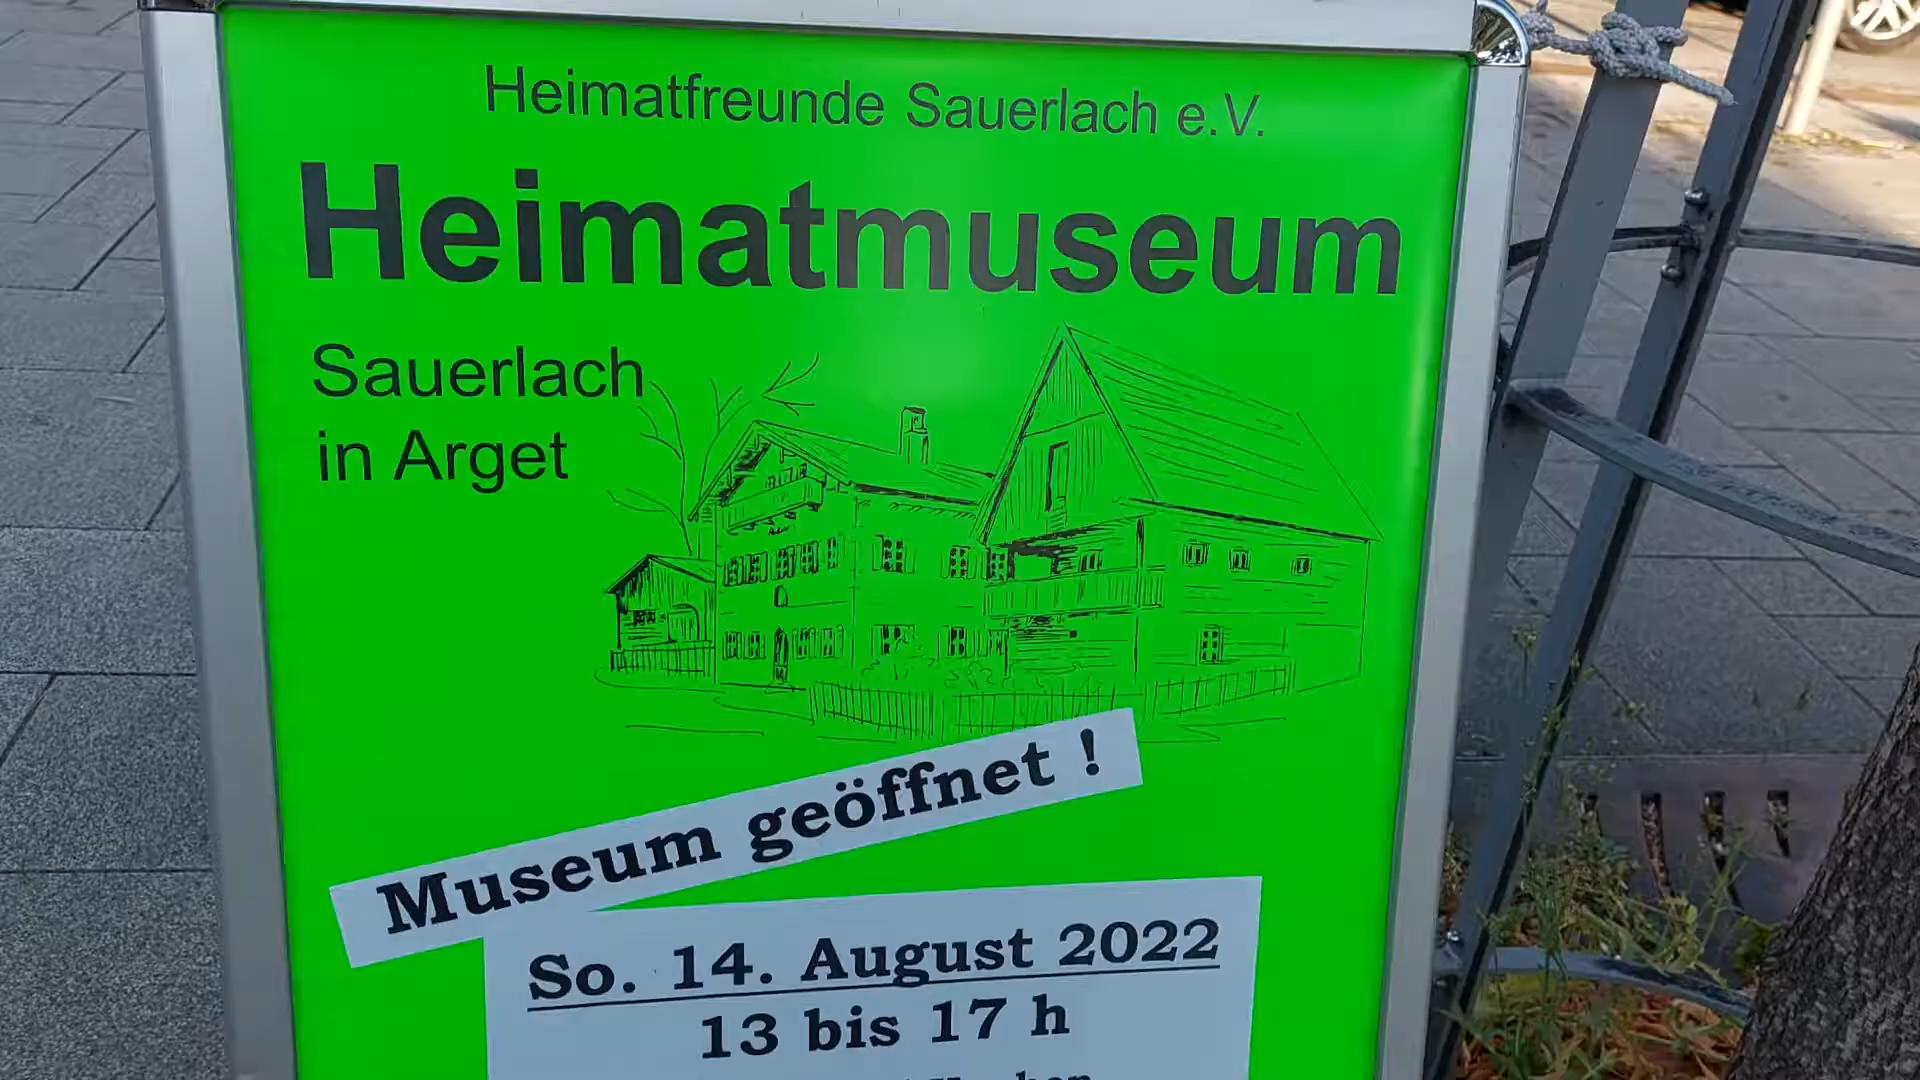 Heimatfreunde Sauerlach e.V.
Heimatmuseum
Sauerlach
in Arget
Museum geöffnet !
So. 14. August 2022
13 bis 17 h